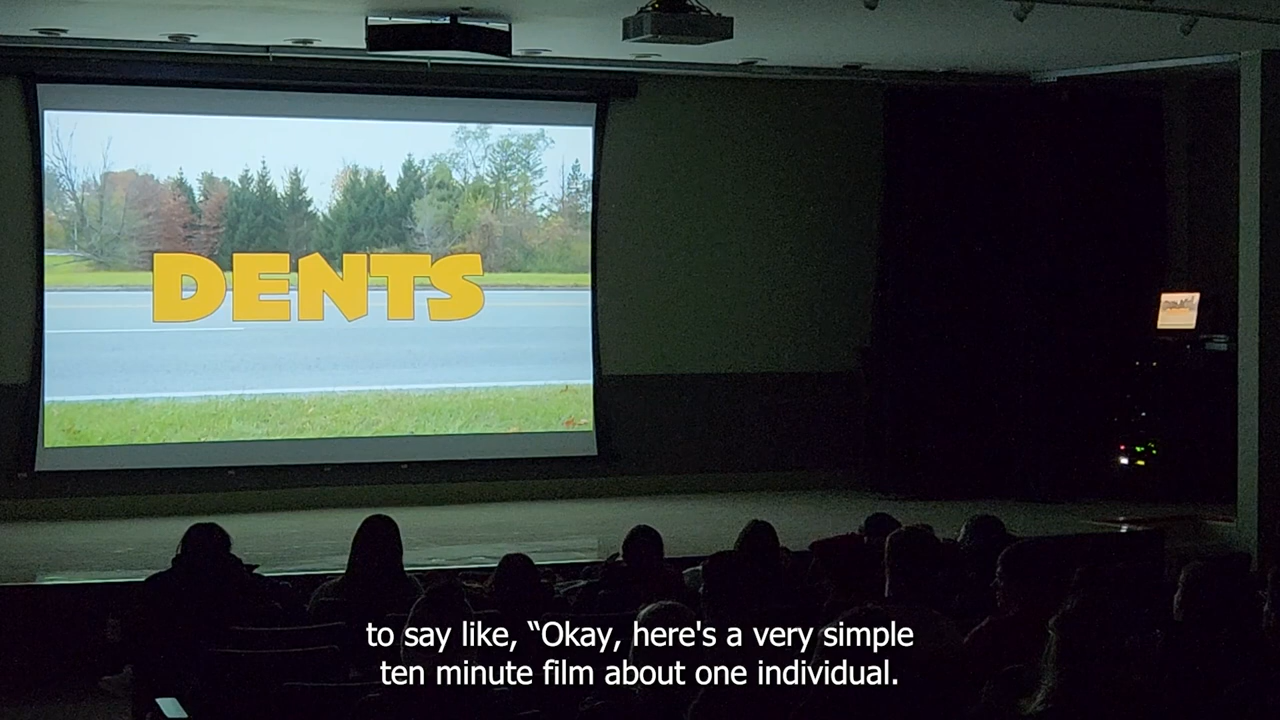 DENTS
to say like, “Okay, here's a very simple
ten minute film about one individual.